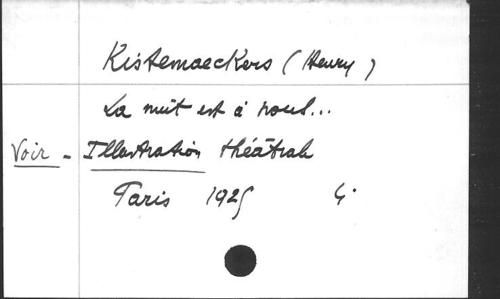 Kistemaeckers (Henry)
La nuit est à nous...
Voir - Illustration théâtrale
Paris 1925 4°